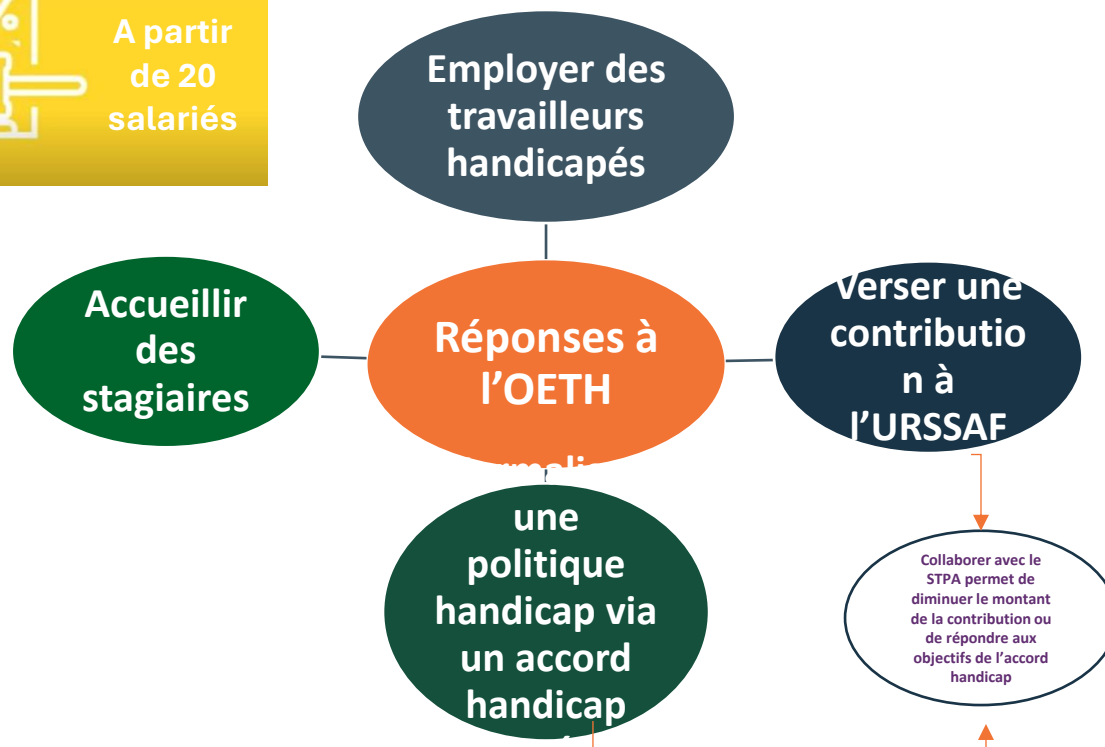 A partir
de 20
salariés
Employer des
travailleurs
handicapés
Accueillir
des
stagiaires
Réponses à
l’OETH
Verser une
contributio
n à
l’URSSAF
une
politique
handicap via
un accord
handicap
Collaborer avec le
STPA permet de
diminuer le montant
de la contribution ou
de répondre aux
objectifs de l’accord
handicap